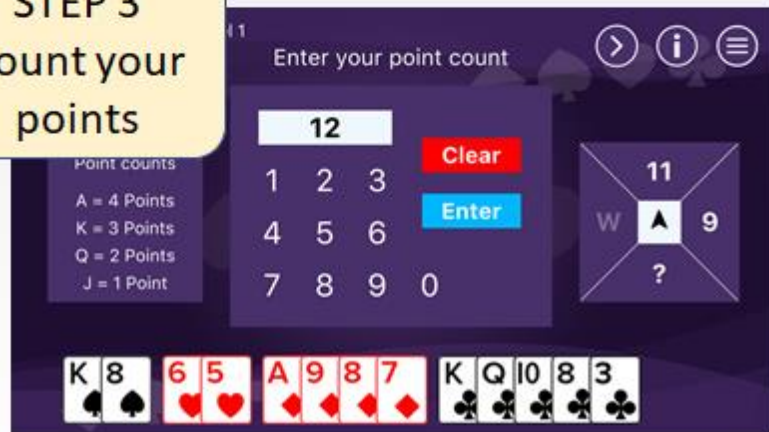 STEP 3
ount your
points
l 1
Enter your point count
12
Clear
Enter
1 2 3
4 5 6
7 8 9 0
Point counts
A = 4 Points
K = 3 Points
Q = 2 Points
J = 1 Point
11
W 9
?
K 8 6 5 A 9 8 7 K Q 10 8 3